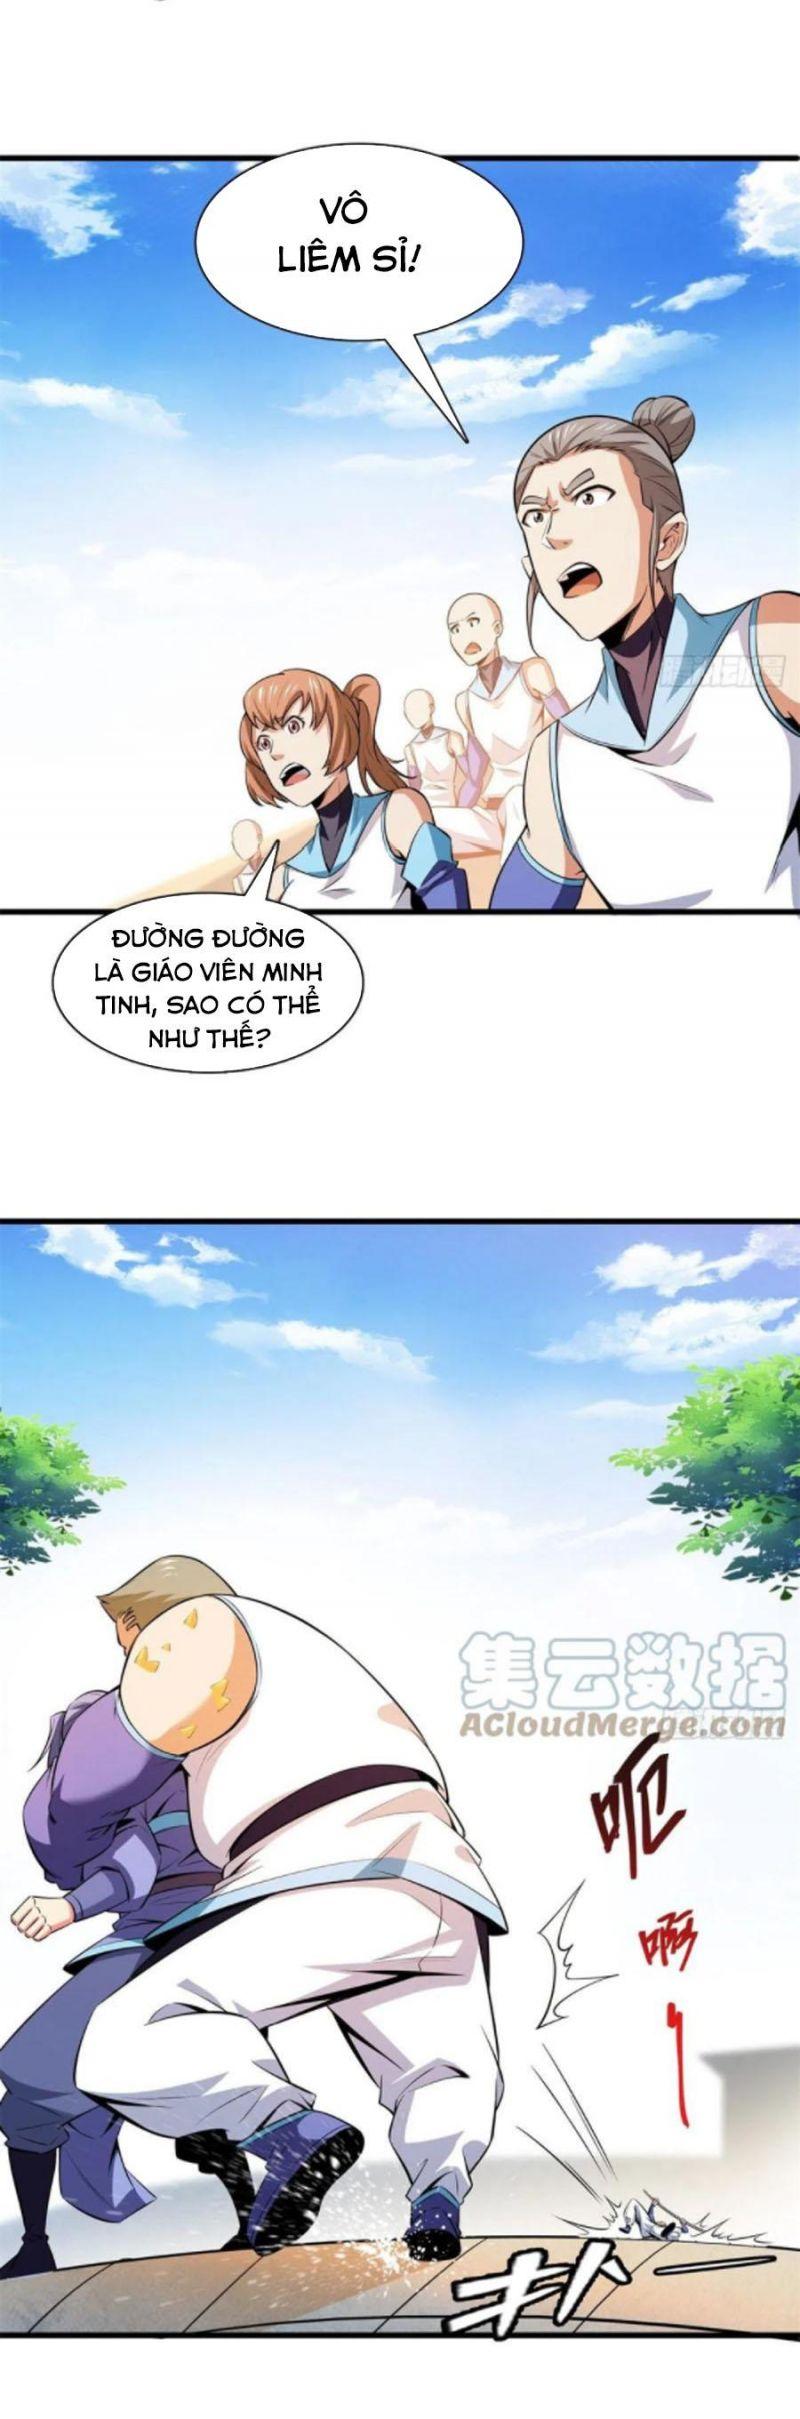 VÔ
LIÊM SỈ!
ĐƯỜNG ĐƯỜNG
LÀ GIÁO VIÊN MINH
TINH, SAO CÓ THỂ
NHƯ THẾ?
集云数据
ACloudMerge.com
呃
啊